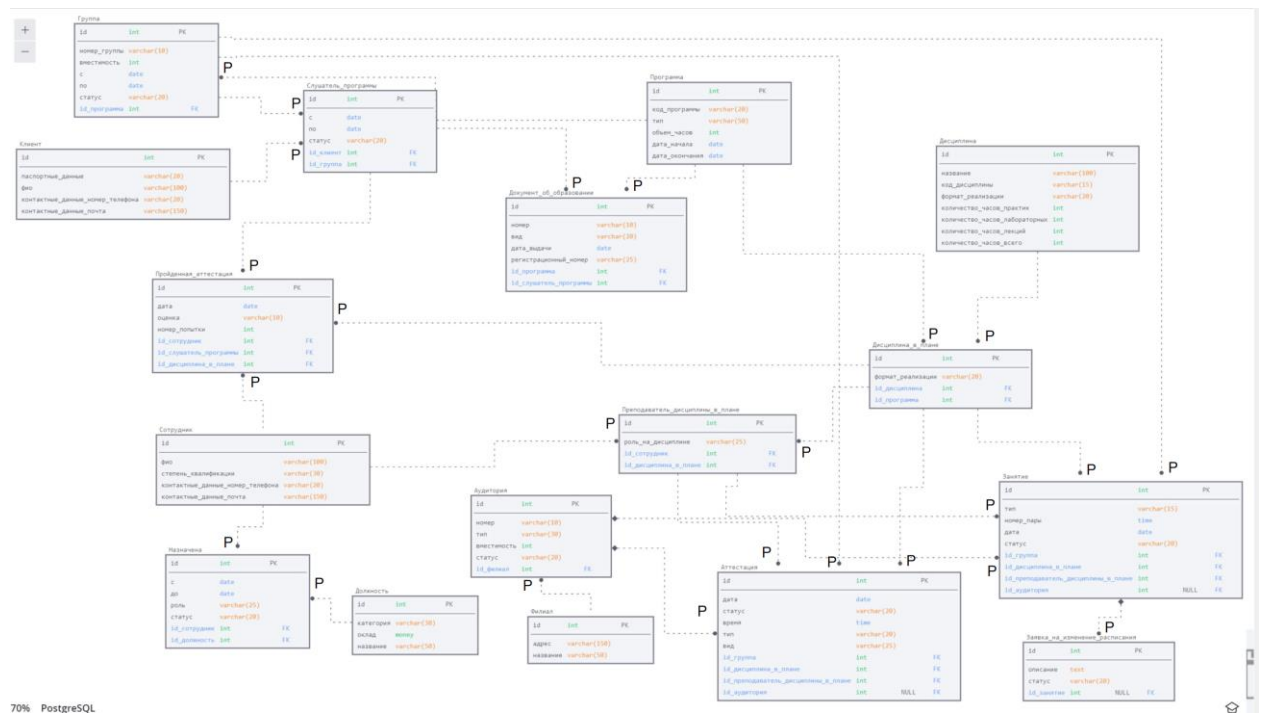 +
−
Группа
id int PK
номер_группы varchar(10)
вместимость int
с date
по date
статус varchar(20)
id_программа int FK
P
Слушатель_программы
id int PK
с date
по date
статус varchar(20)
id_клиент int FK
id_группа int FK
P
P
Программа
id int PK
код_программы varchar(20)
тип varchar(50)
объем_часов int
дата_начала date
дата_окончания date
Клиент
id int PK
паспортные_данные varchar(20)
фио varchar(100)
контактные_данные_номер_телефона varchar(20)
контактные_данные_почта varchar(150)
Дисциплина
id int PK
название varchar(100)
код_дисциплины varchar(15)
формат_реализации varchar(20)
количество_часов_практик int
количество_часов_лабораторных int
количество_часов_лекций int
количество_часов_всего int
P
P
Документ_об_образование
id int PK
номер varchar(50)
вид varchar(30)
дата_выдачи date
регистрационный_номер varchar(25)
id_программа int FK
id_слушатель_программы int FK
P
Пройденная_аттестация
id int PK
дата date
оценка varchar(50)
номер_попытки int
id_сотрудник int FK
id_слушатель_программы int FK
id_дисциплина_в_плане int FK
P
P
P
P
Дисциплина_в_плане
id int PK
формат_реализации varchar(20)
id_дисциплина int FK
id_программа int FK
Преподаватель_дисциплины_в_плане
id int PK
роль_на_дисциплине varchar(25)
id_сотрудник int FK
id_дисциплина_в_плане int FK
P
P
Сотрудник
id int PK
фио varchar(100)
степень_квалификации varchar(30)
контактные_данные_номер_телефона varchar(20)
контактные_данные_почта varchar(150)
P
P
Занятие
id int PK
тип varchar(15)
номер_пары time
дата date
статус varchar(20)
id_группа int FK
id_дисциплина_в_плане int FK
id_преподаватель_дисциплины_в_плане int FK
id_аудитория int NULL FK
P
P
Аудитория
id int PK
номер varchar(10)
тип varchar(30)
вместимость int
статус varchar(20)
id_филиал int FK
P
P
Назначена
id int PK
с date
до date
роль varchar(25)
статус varchar(20)
id_сотрудник int FK
id_должность int FK
P
Должность
id int PK
категория varchar(30)
оклад money
название varchar(50)
Филиал
id int PK
адрес varchar(150)
название varchar(50)
P
P
P
P
Аттестация
id int PK
дата date
статус varchar(20)
время time
тип varchar(20)
вид varchar(25)
id_группа int FK
id_дисциплина_в_плане int FK
id_преподаватель_дисциплины_в_плане int FK
id_аудитория int NULL FK
P
Заявка_на_изменение_расписания
id int PK
описание text
статус varchar(30)
id_занятие int NULL FK
70% PostgreSQL